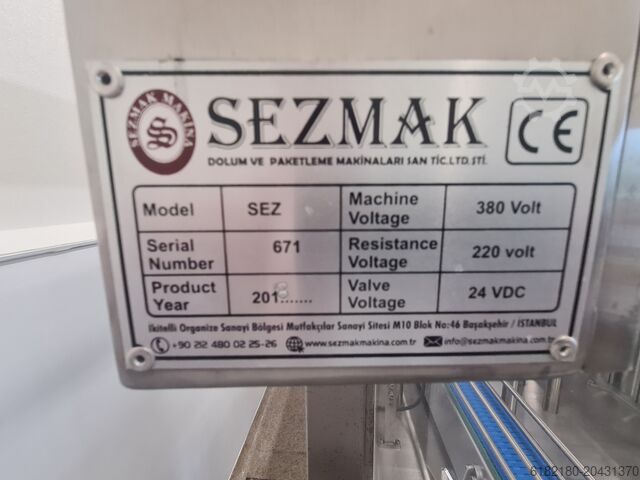 SEZMAK MAKİNA
S
SEZMAK
CE
DOLUM VE PAKETLEME MAKİNALARI SAN TİC.LTD.STİ.
Model SEZ Machine Voltage 380 Volt
Serial Number 671 Resistance Voltage 220 volt
Product Year 2018....... Valve Voltage 24 VDC
İkitelli Organize Sanayi Bölgesi Mutfakçılar Sanayi Sitesi M10 Blok No:46 Başakşehir / İSTANBUL
+90 212 480 02 25-26 www.sezmakmakina.com.tr info@sezmakmakina.com.tr
6182180-20431370